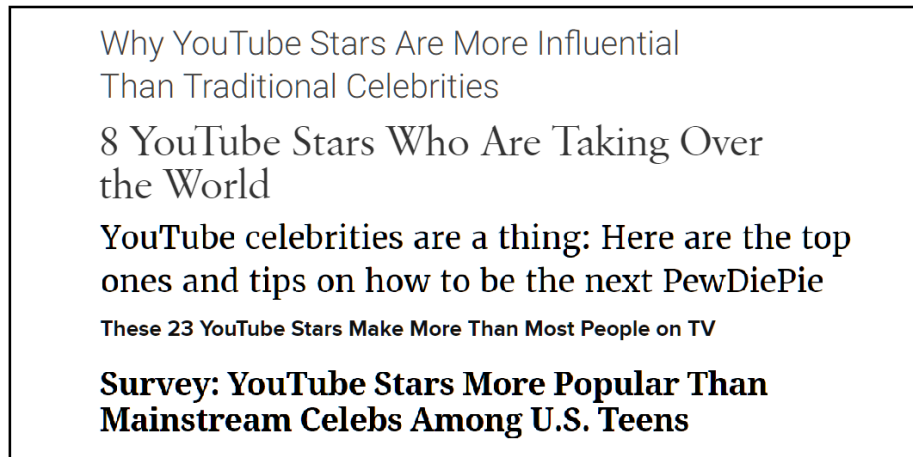 Why YouTube Stars Are More Influential
Than Traditional Celebrities
8 YouTube Stars Who Are Taking Over
the World
YouTube celebrities are a thing: Here are the top
ones and tips on how to be the next PewDiePie
These 23 YouTube Stars Make More Than Most People on TV
Survey: YouTube Stars More Popular Than
Mainstream Celebs Among U.S. Teens